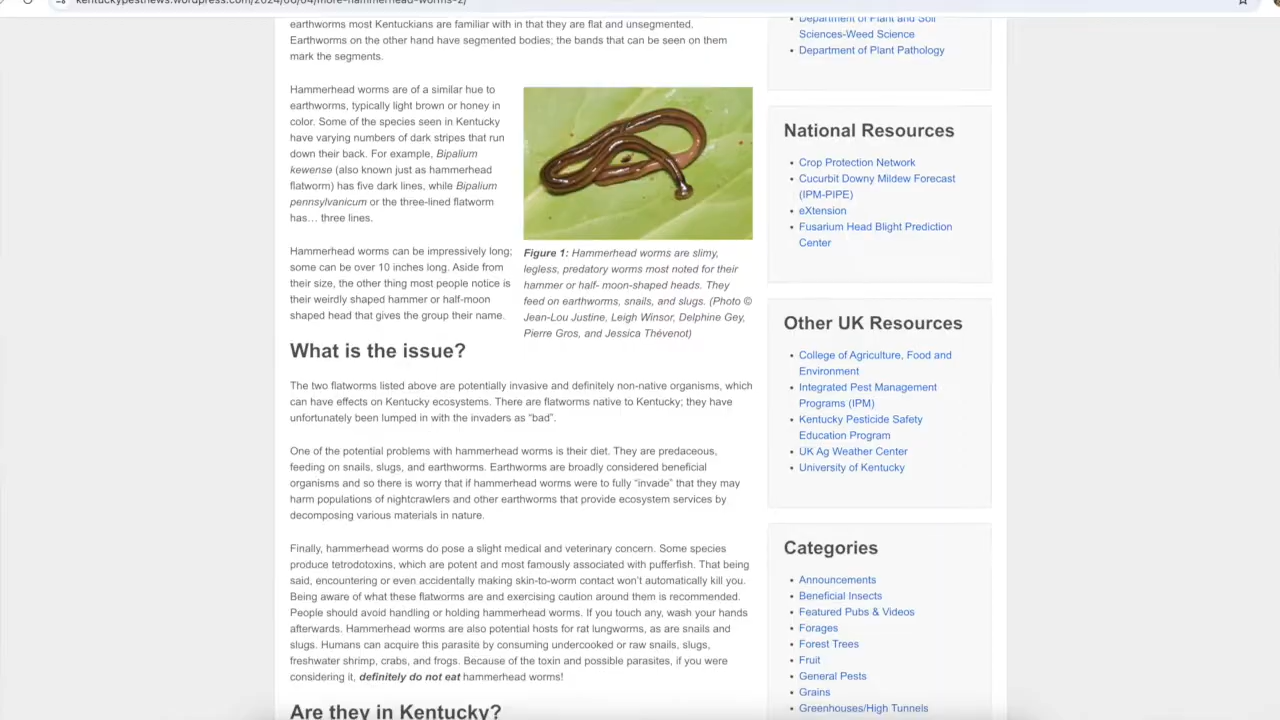 kentuckypestnews.wordpress.com/2024/06/04/more-hammerhead-worms-2/
earthworms most Kentuckians are familiar with in that they are flat and unsegmented.
Earthworms on the other hand have segmented bodies; the bands that can be seen on them
mark the segments.
Hammerhead worms are of a similar hue to
earthworms, typically light brown or honey in
color. Some of the species seen in Kentucky
have varying numbers of dark stripes that run
down their back. For example, Bipalium
kewense (also known just as hammerhead
flatworm) has five dark lines, while Bipalium
pennsylvanicum or the three-lined flatworm
has… three lines.
Hammerhead worms can be impressively long;
some can be over 10 inches long. Aside from
their size, the other thing most people notice is
their weirdly shaped hammer or half-moon
shaped head that gives the group their name.
Figure 1: Hammerhead worms are slimy,
legless, predatory worms most noted for their
hammer or half- moon-shaped heads. They
feed on earthworms, snails, and slugs. (Photo ©
Jean-Lou Justine, Leigh Winsor, Delphine Gey,
Pierre Gros, and Jessica Thévenot)
What is the issue?
The two flatworms listed above are potentially invasive and definitely non-native organisms, which
can have effects on Kentucky ecosystems. There are flatworms native to Kentucky; they have
unfortunately been lumped in with the invaders as “bad”.
One of the potential problems with hammerhead worms is their diet. They are predaceous,
feeding on snails, slugs, and earthworms. Earthworms are broadly considered beneficial
organisms and so there is worry that if hammerhead worms were to fully “invade” that they may
harm populations of nightcrawlers and other earthworms that provide ecosystem services by
decomposing various materials in nature.
Finally, hammerhead worms do pose a slight medical and veterinary concern. Some species
produce tetrodotoxins, which are potent and most famously associated with pufferfish. That being
said, encountering or even accidentally making skin-to-worm contact won’t automatically kill you.
Being aware of what these flatworms are and exercising caution around them is recommended.
People should avoid handling or holding hammerhead worms. If you touch any, wash your hands
afterwards. Hammerhead worms are also potential hosts for rat lungworms, as are snails and
slugs. Humans can acquire this parasite by consuming undercooked or raw snails, slugs,
freshwater shrimp, crabs, and frogs. Because of the toxin and possible parasites, if you were
considering it, definitely do not eat hammerhead worms!
Are they in Kentucky?
Department of Plant and Soil
Sciences-Weed Science
Department of Plant Pathology
National Resources
Crop Protection Network
Cucurbit Downy Mildew Forecast
(IPM-PIPE)
eXtension
Fusarium Head Blight Prediction
Center
Other UK Resources
College of Agriculture, Food and
Environment
Integrated Pest Management
Programs (IPM)
Kentucky Pesticide Safety
Education Program
UK Ag Weather Center
University of Kentucky
Categories
Announcements
Beneficial Insects
Featured Pubs & Videos
Forages
Forest Trees
Fruit
General Pests
Grains
Greenhouses/High Tunnels